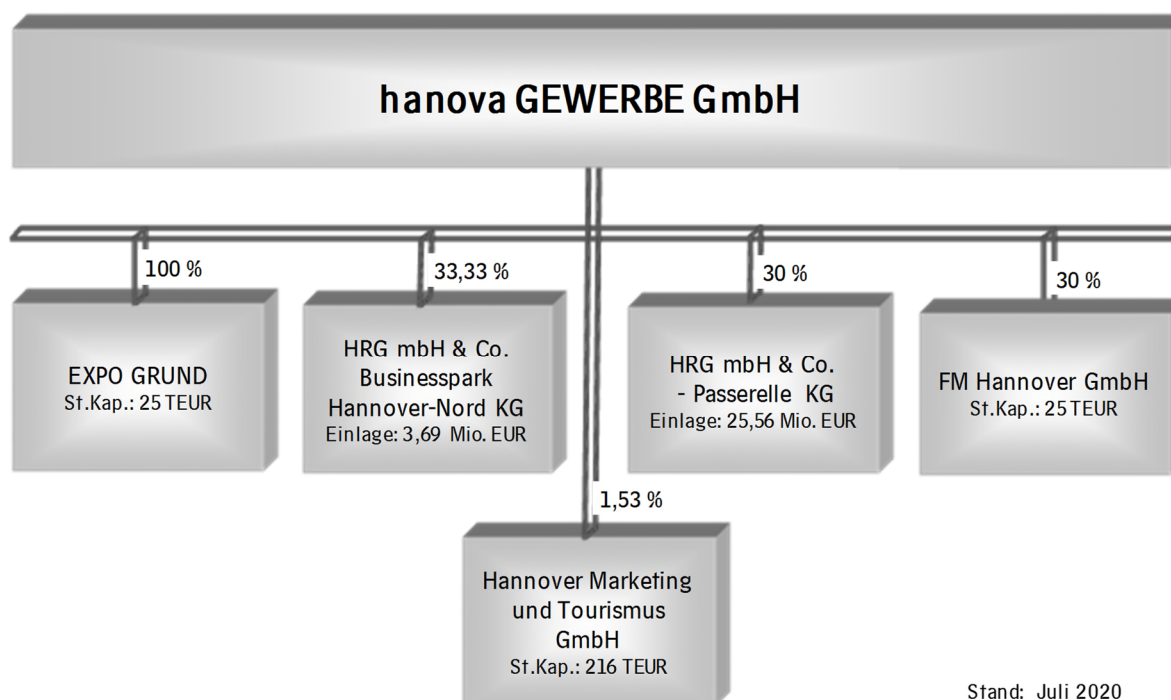 hanova GEWERBE GmbH
100 %
33,33 %
30 %
30 %
EXPO GRUND
St.Kap.: 25 TEUR
HRG mbH & Co.
Businesspark
Hannover-Nord KG
Einlage: 3,69 Mio. EUR
HRG mbH & Co.
- Passerelle KG
Einlage: 25,56 Mio. EUR
FM Hannover GmbH
St.Kap.: 25 TEUR
1,53 %
Hannover Marketing
und Tourismus
GmbH
St.Kap.: 216 TEUR
Stand: Juli 2020